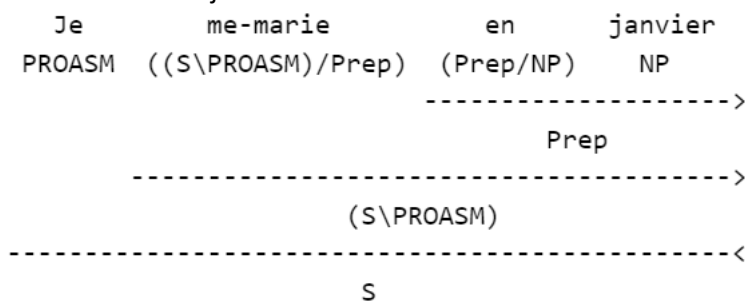 Je me-marie en janvier
PROASM ((S\PROASM)/Prep) (Prep/NP) NP
-------------------->
Prep
--------------------------------------->
(S\PROASM)
------------------------------------------------<
S